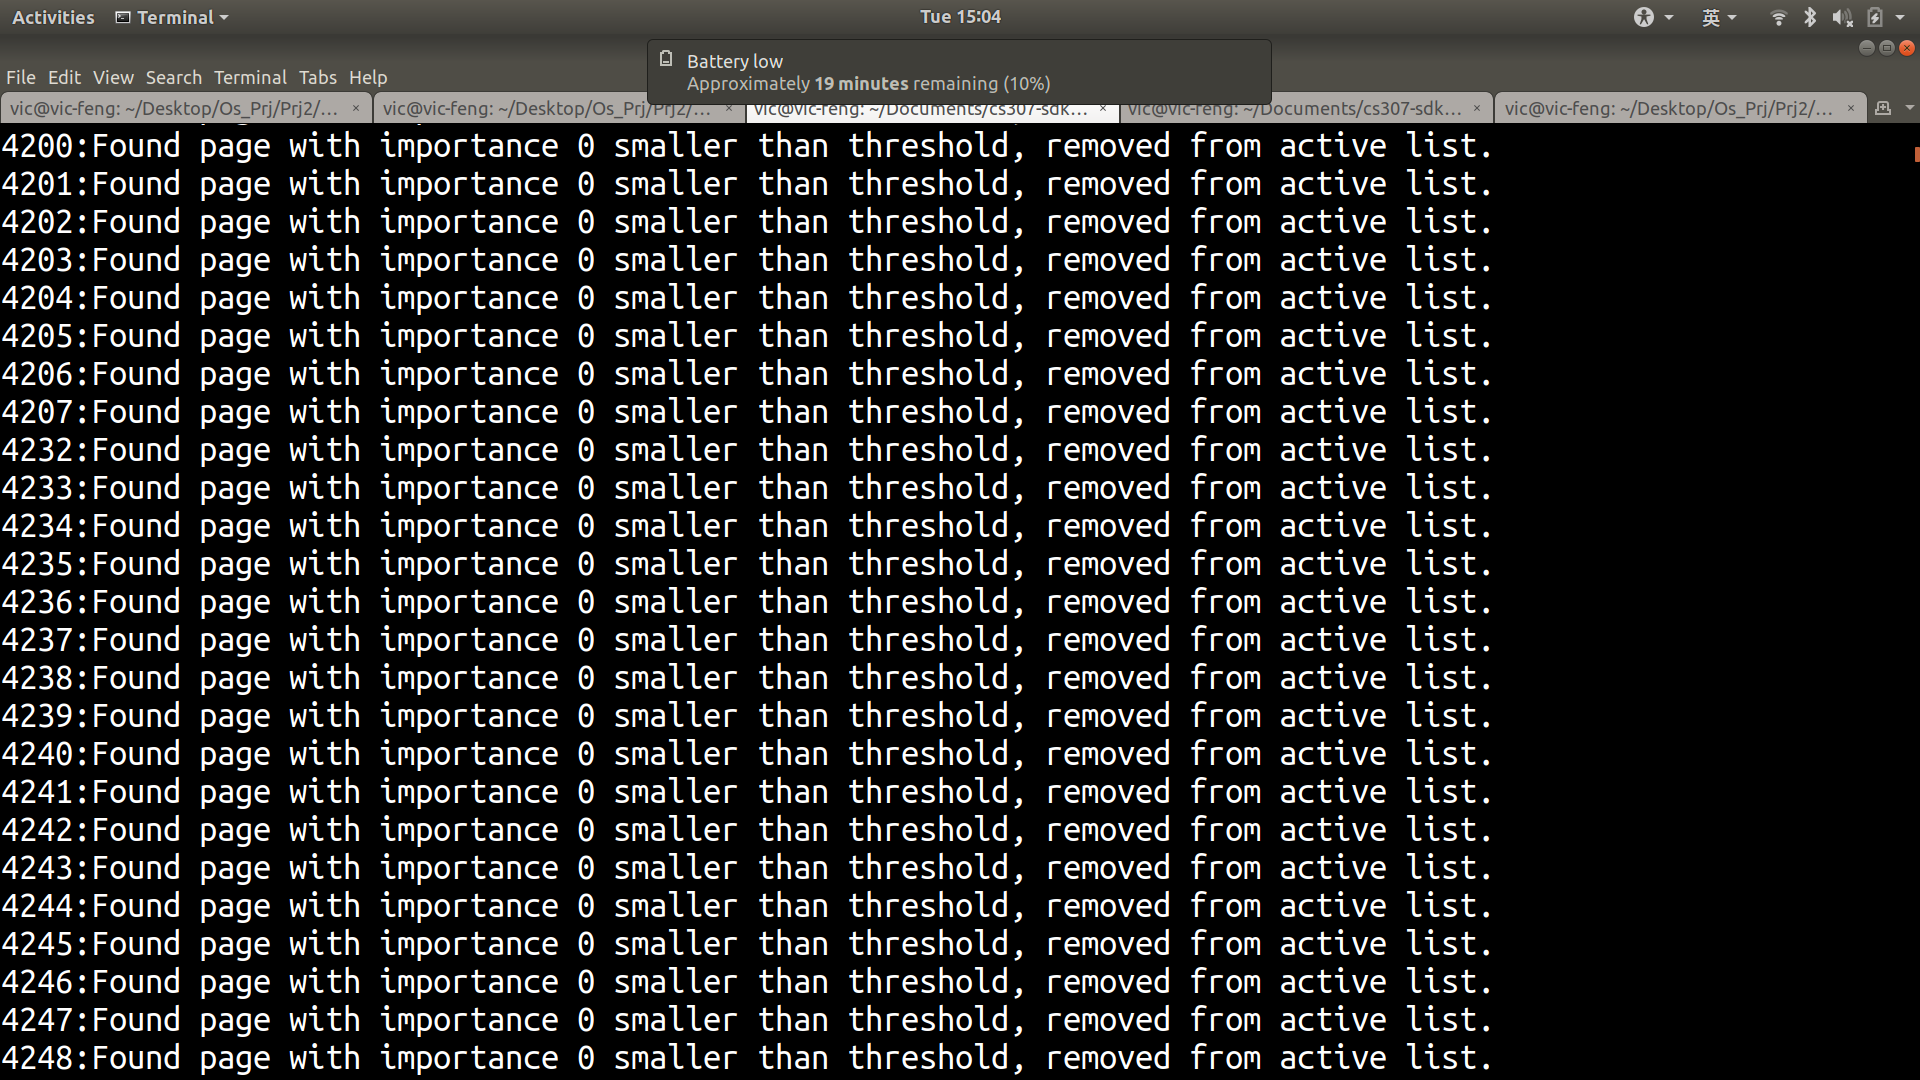 Activities Terminal Tue 15:04 英
Battery low
Approximately 19 minutes remaining (10%)
File Edit View Search Terminal Tabs Help
vic@vic-feng: ~/Desktop/Os_Prj/Prj2/... × vic@vic-feng: ~/Desktop/Os_Prj/Prj2/... × vic@vic-feng: ~/Documents/cs307-sdk... × vic@vic-feng: ~/Documents/cs307-sdk... × vic@vic-feng: ~/Desktop/Os_Prj/Prj2/... ×
4200:Found page with importance 0 smaller than threshold, removed from active list.
4201:Found page with importance 0 smaller than threshold, removed from active list.
4202:Found page with importance 0 smaller than threshold, removed from active list.
4203:Found page with importance 0 smaller than threshold, removed from active list.
4204:Found page with importance 0 smaller than threshold, removed from active list.
4205:Found page with importance 0 smaller than threshold, removed from active list.
4206:Found page with importance 0 smaller than threshold, removed from active list.
4207:Found page with importance 0 smaller than threshold, removed from active list.
4232:Found page with importance 0 smaller than threshold, removed from active list.
4233:Found page with importance 0 smaller than threshold, removed from active list.
4234:Found page with importance 0 smaller than threshold, removed from active list.
4235:Found page with importance 0 smaller than threshold, removed from active list.
4236:Found page with importance 0 smaller than threshold, removed from active list.
4237:Found page with importance 0 smaller than threshold, removed from active list.
4238:Found page with importance 0 smaller than threshold, removed from active list.
4239:Found page with importance 0 smaller than threshold, removed from active list.
4240:Found page with importance 0 smaller than threshold, removed from active list.
4241:Found page with importance 0 smaller than threshold, removed from active list.
4242:Found page with importance 0 smaller than threshold, removed from active list.
4243:Found page with importance 0 smaller than threshold, removed from active list.
4244:Found page with importance 0 smaller than threshold, removed from active list.
4245:Found page with importance 0 smaller than threshold, removed from active list.
4246:Found page with importance 0 smaller than threshold, removed from active list.
4247:Found page with importance 0 smaller than threshold, removed from active list.
4248:Found page with importance 0 smaller than threshold, removed from active list.